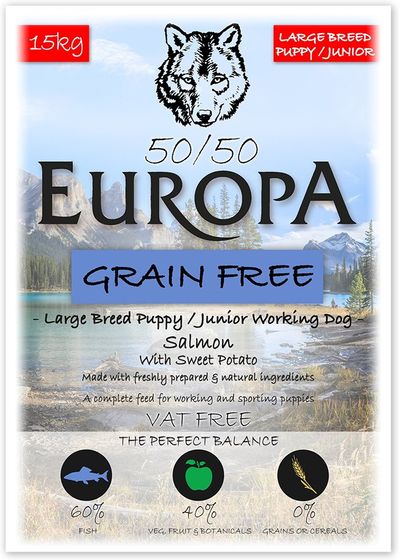 15kg
LARGE BREED
PUPPY / JUNIOR
50/50
EUROPA
GRAIN FREE
- Large Breed Puppy / Junior Working Dog -
Salmon
With Sweet Potato
Made with freshly prepared & natural ingredients
A complete feed for working and sporting puppies
VAT FREE
THE PERFECT BALANCE
60% 40% 0%
FISH VEG, FRUIT & BOTANICALS GRAINS OR CEREALS